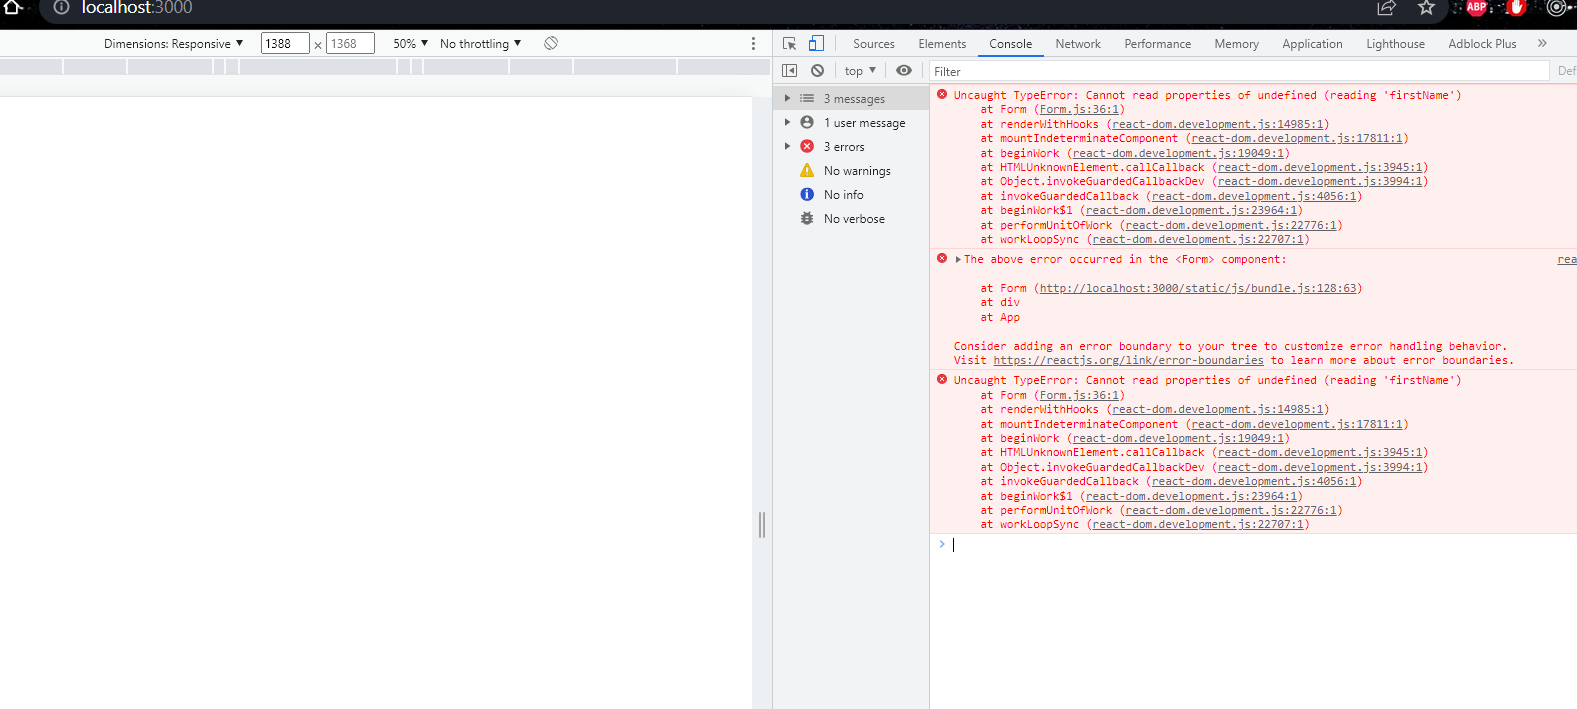 localhost:3000
ABP
Dimensions: Responsive ▼ 1388 × 1368 50% ▼ No throttling ▼
Sources Elements Console Network Performance Memory Application Lighthouse Adblock Plus »
top ▼ Filter Def
3 messages
1 user message
3 errors
No warnings
No info
No verbose
Uncaught TypeError: Cannot read properties of undefined (reading 'firstName')
at Form (Form.js:36:1)
at renderWithHooks (react-dom.development.js:14985:1)
at mountIndeterminateComponent (react-dom.development.js:17811:1)
at beginWork (react-dom.development.js:19049:1)
at HTMLUnknownElement.callCallback (react-dom.development.js:3945:1)
at Object.invokeGuardedCallbackDev (react-dom.development.js:3994:1)
at invokeGuardedCallback (react-dom.development.js:4056:1)
at beginWork$1 (react-dom.development.js:23964:1)
at performUnitOfWork (react-dom.development.js:22776:1)
at workLoopSync (react-dom.development.js:22707:1)
The above error occurred in the <Form> component: rea
at Form (http://localhost:3000/static/js/bundle.js:128:63)
at div
at App
Consider adding an error boundary to your tree to customize error handling behavior.
Visit https://reactjs.org/link/error-boundaries to learn more about error boundaries.
Uncaught TypeError: Cannot read properties of undefined (reading 'firstName')
at Form (Form.js:36:1)
at renderWithHooks (react-dom.development.js:14985:1)
at mountIndeterminateComponent (react-dom.development.js:17811:1)
at beginWork (react-dom.development.js:19049:1)
at HTMLUnknownElement.callCallback (react-dom.development.js:3945:1)
at Object.invokeGuardedCallbackDev (react-dom.development.js:3994:1)
at invokeGuardedCallback (react-dom.development.js:4056:1)
at beginWork$1 (react-dom.development.js:23964:1)
at performUnitOfWork (react-dom.development.js:22776:1)
at workLoopSync (react-dom.development.js:22707:1)